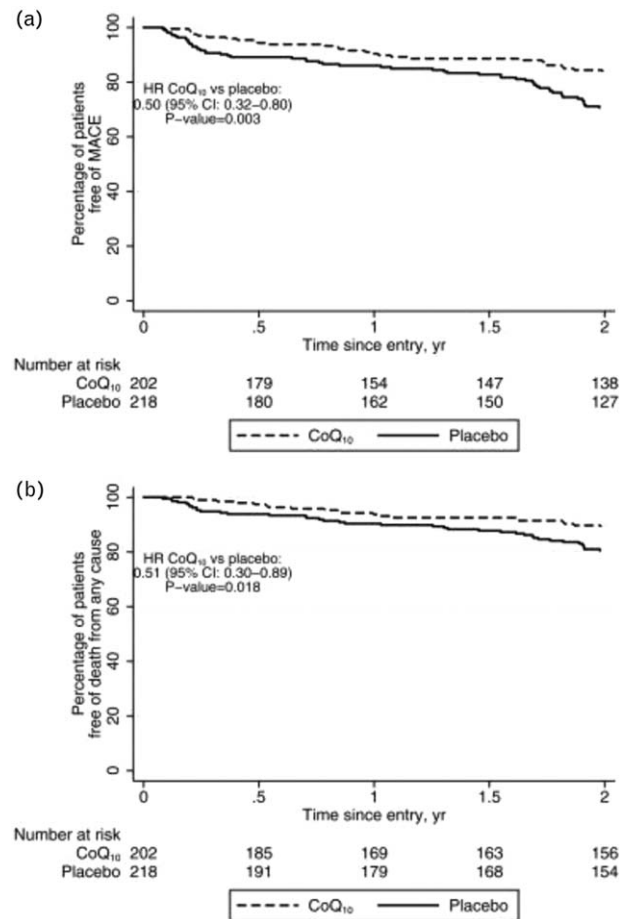 (a)
Percentage of patients
free of MACE
100
80
60
40
20
0
HR CoQ₁₀ vs placebo:
0.50 (95% CI: 0.32–0.80)
P-value=0.003
0 .5 1 1.5 2
Time since entry, yr
Number at risk
CoQ₁₀ 202 179 154 147 138
Placebo 218 180 162 150 127
CoQ₁₀ Placebo
(b)
Percentage of patients
free of death from any cause
100
80
60
40
20
0
HR CoQ₁₀ vs placebo:
0.51 (95% CI: 0.30–0.89)
P-value=0.018
0 .5 1 1.5 2
Time since entry, yr
Number at risk
CoQ₁₀ 202 185 169 163 156
Placebo 218 191 179 168 154
CoQ₁₀ Placebo